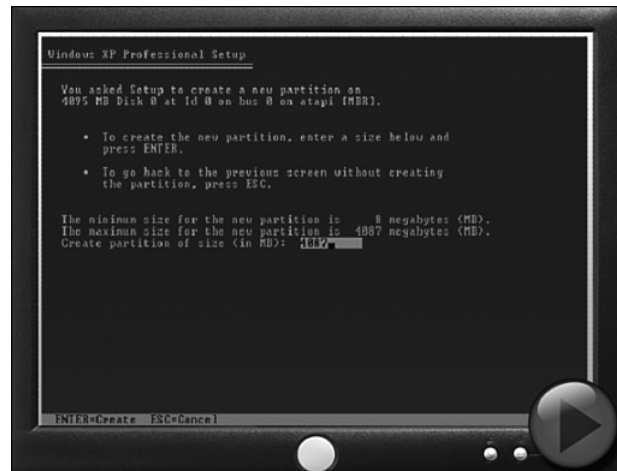 Windows XP Professional Setup
You asked Setup to create a new partition on
4095 MB Disk 0 at Id 0 on bus 0 on atapi [MBR].
• To create the new partition, enter a size below and
press ENTER.
• To go back to the previous screen without creating
the partition, press ESC.
The minimum size for the new partition is 8 megabytes (MB).
The maximum size for the new partition is 4087 megabytes (MB).
Create partition of size (in MB): 4087_
ENTER=Create ESC=Cancel